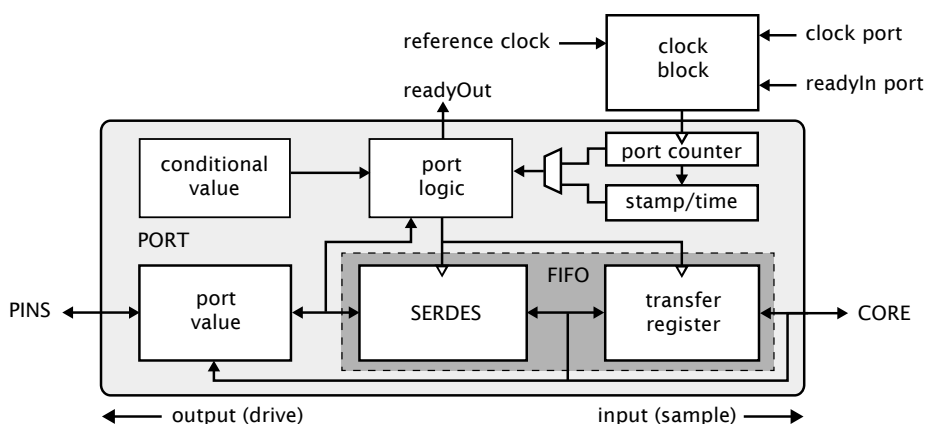 reference clock
clock
block
clock port
readyIn port
readyOut
conditional
value
port
logic
port counter
stamp/time
PORT
FIFO
PINS
port
value
SERDES
transfer
register
CORE
output (drive)
input (sample)